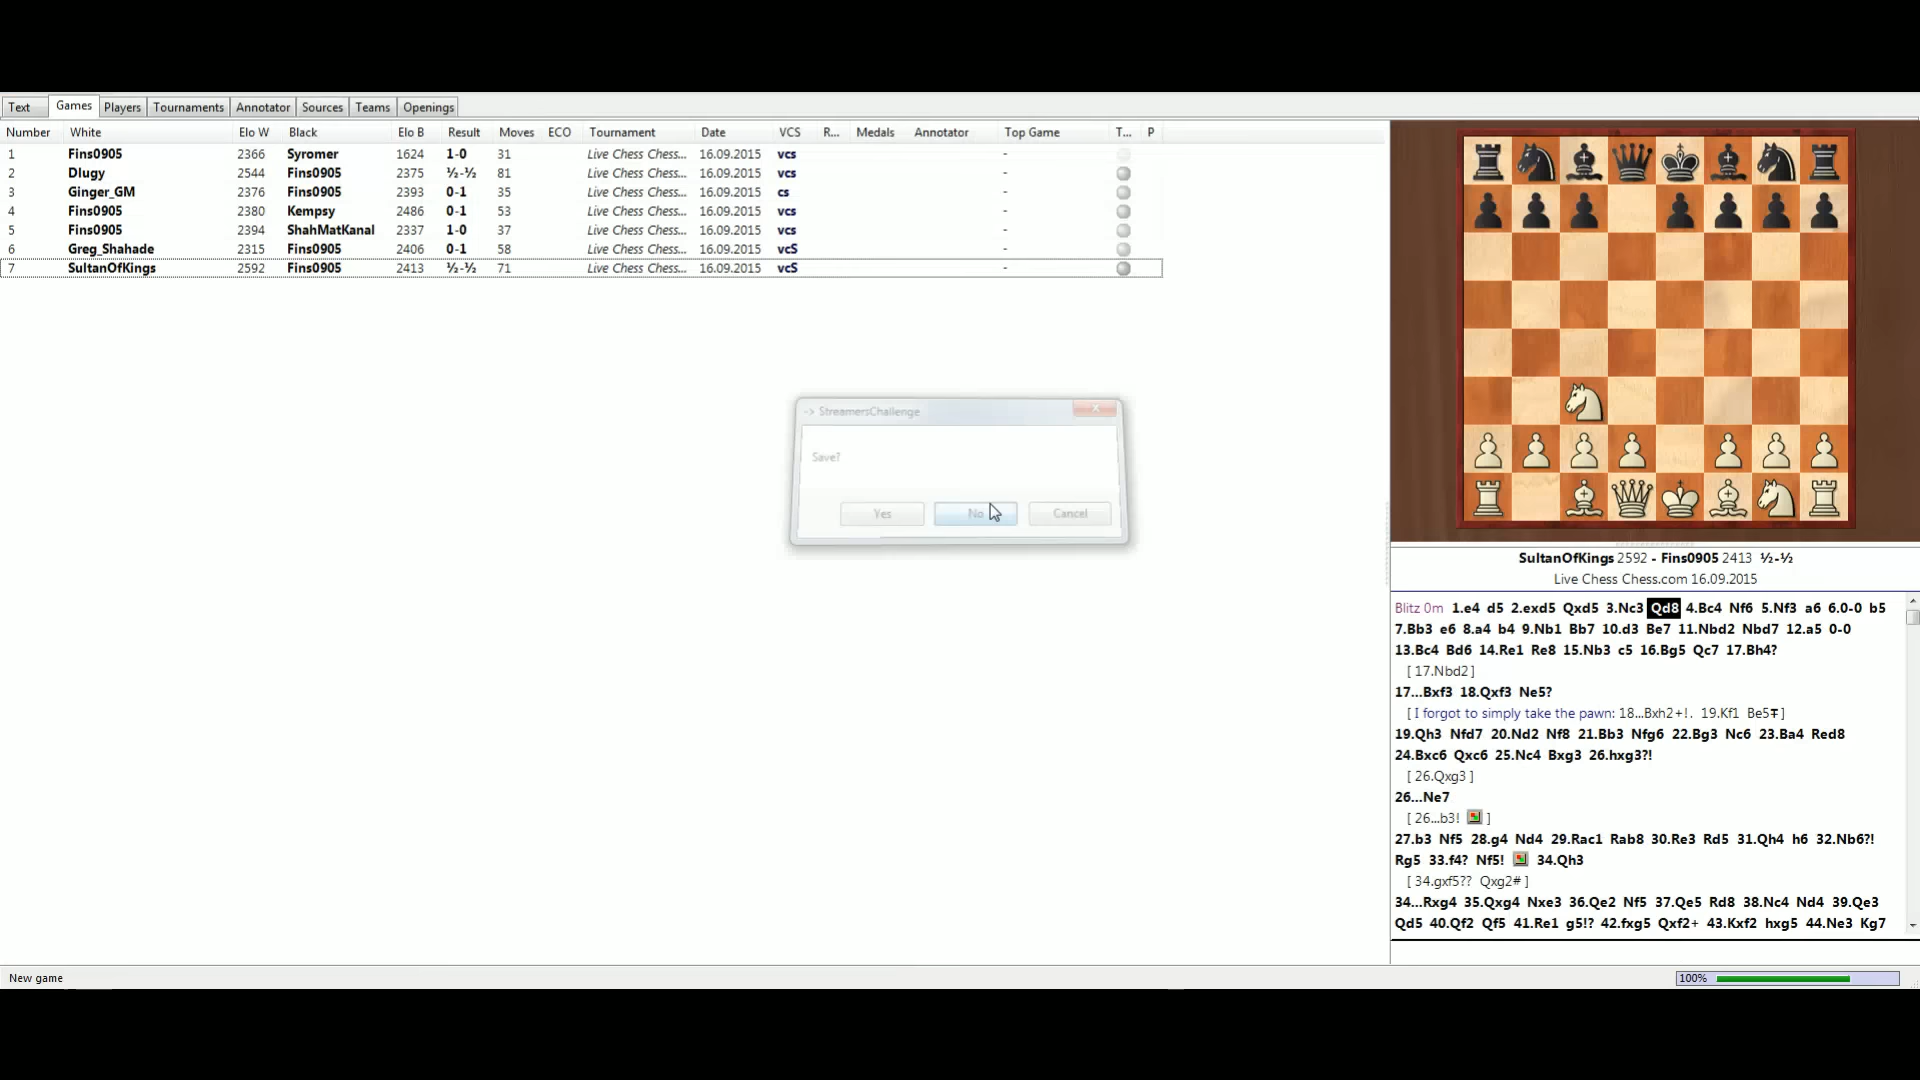 Text Games Players Tournaments Annotator Sources Teams Openings
Number White Elo W Black Elo B Result Moves ECO Tournament Date VCS R... Medals Annotator Top Game T... P
1 Fins0905 2366 Syromer 1624 1-0 31 Live Chess Chess... 16.09.2015 vcs -
2 Dlugy 2544 Fins0905 2375 ½-½ 81 Live Chess Chess... 16.09.2015 vcs -
3 Ginger_GM 2376 Fins0905 2393 0-1 35 Live Chess Chess... 16.09.2015 cs -
4 Fins0905 2380 Kempsy 2486 0-1 53 Live Chess Chess... 16.09.2015 vcs -
5 Fins0905 2394 ShahMatKanal 2337 1-0 37 Live Chess Chess... 16.09.2015 vcs -
6 Greg_Shahade 2315 Fins0905 2406 0-1 58 Live Chess Chess... 16.09.2015 vcS -
7 SultanOfKings 2592 Fins0905 2413 ½-½ 71 Live Chess Chess... 16.09.2015 vcS -
-> StreamersChallenge
Save?
Yes No Cancel
SultanOfKings 2592 - Fins0905 2413 ½-½
Live Chess Chess.com 16.09.2015
Blitz 0m 1.e4 d5 2.exd5 Qxd5 3.Nc3 Qd8 4.Bc4 Nf6 5.Nf3 a6 6.0-0 b5
7.Bb3 e6 8.a4 b4 9.Nb1 Bb7 10.d3 Be7 11.Nbd2 Nbd7 12.a5 0-0
13.Bc4 Bd6 14.Re1 Re8 15.Nb3 c5 16.Bg5 Qc7 17.Bh4?
[ 17.Nbd2 ]
17...Bxf3 18.Qxf3 Ne5?
[ I forgot to simply take the pawn: 18...Bxh2+!. 19.Kf1 Be5∓ ]
19.Qh3 Nfd7 20.Nd2 Nf8 21.Bb3 Nfg6 22.Bg3 Nc6 23.Ba4 Red8
24.Bxc6 Qxc6 25.Nc4 Bxg3 26.hxg3?!
[ 26.Qxg3 ]
26...Ne7
[ 26...b3! ]
27.b3 Nf5 28.g4 Nd4 29.Rac1 Rab8 30.Re3 Rd5 31.Qh4 h6 32.Nb6?!
Rg5 33.f4? Nf5! 34.Qh3
[ 34.gxf5?? Qxg2# ]
34...Rxg4 35.Qxg4 Nxe3 36.Qe2 Nf5 37.Qe5 Rd8 38.Nc4 Nd4 39.Qe3
Qd5 40.Qf2 Qf5 41.Re1 g5!? 42.fxg5 Qxf2+ 43.Kxf2 hxg5 44.Ne3 Kg7
New game
100%